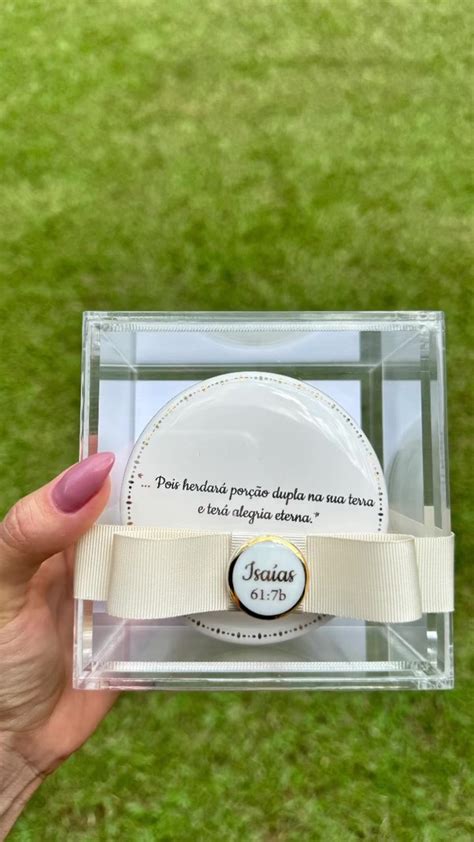 "... Pois herdará porção dupla na sua terra
e terá alegria eterna."
Isaías
61:7b